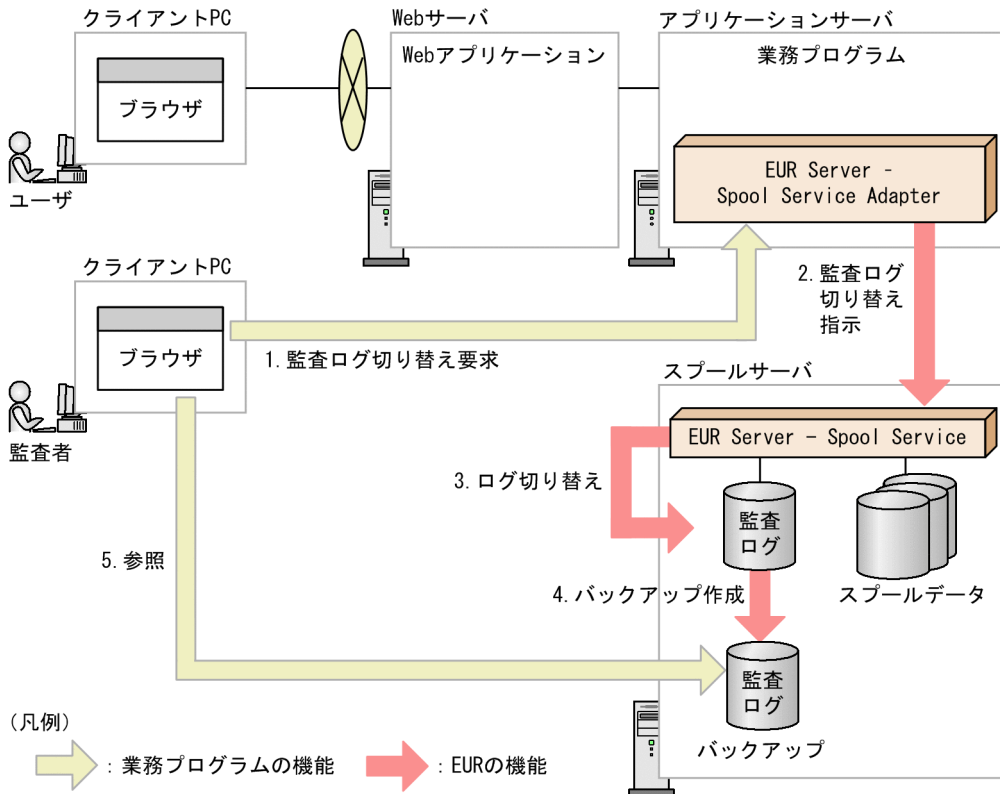 クライアントPC
ブラウザ
ユーザ
Webサーバ
Webアプリケーション
アプリケーションサーバ
業務プログラム
EUR Server -
Spool Service Adapter
クライアントPC
ブラウザ
監査者
1.監査ログ切り替え要求
2.監査ログ
切り替え
指示
スプールサーバ
EUR Server - Spool Service
3.ログ切り替え
監査
ログ
スプールデータ
4.バックアップ作成
5.参照
監査
ログ
バックアップ
(凡例)
:業務プログラムの機能
:EURの機能